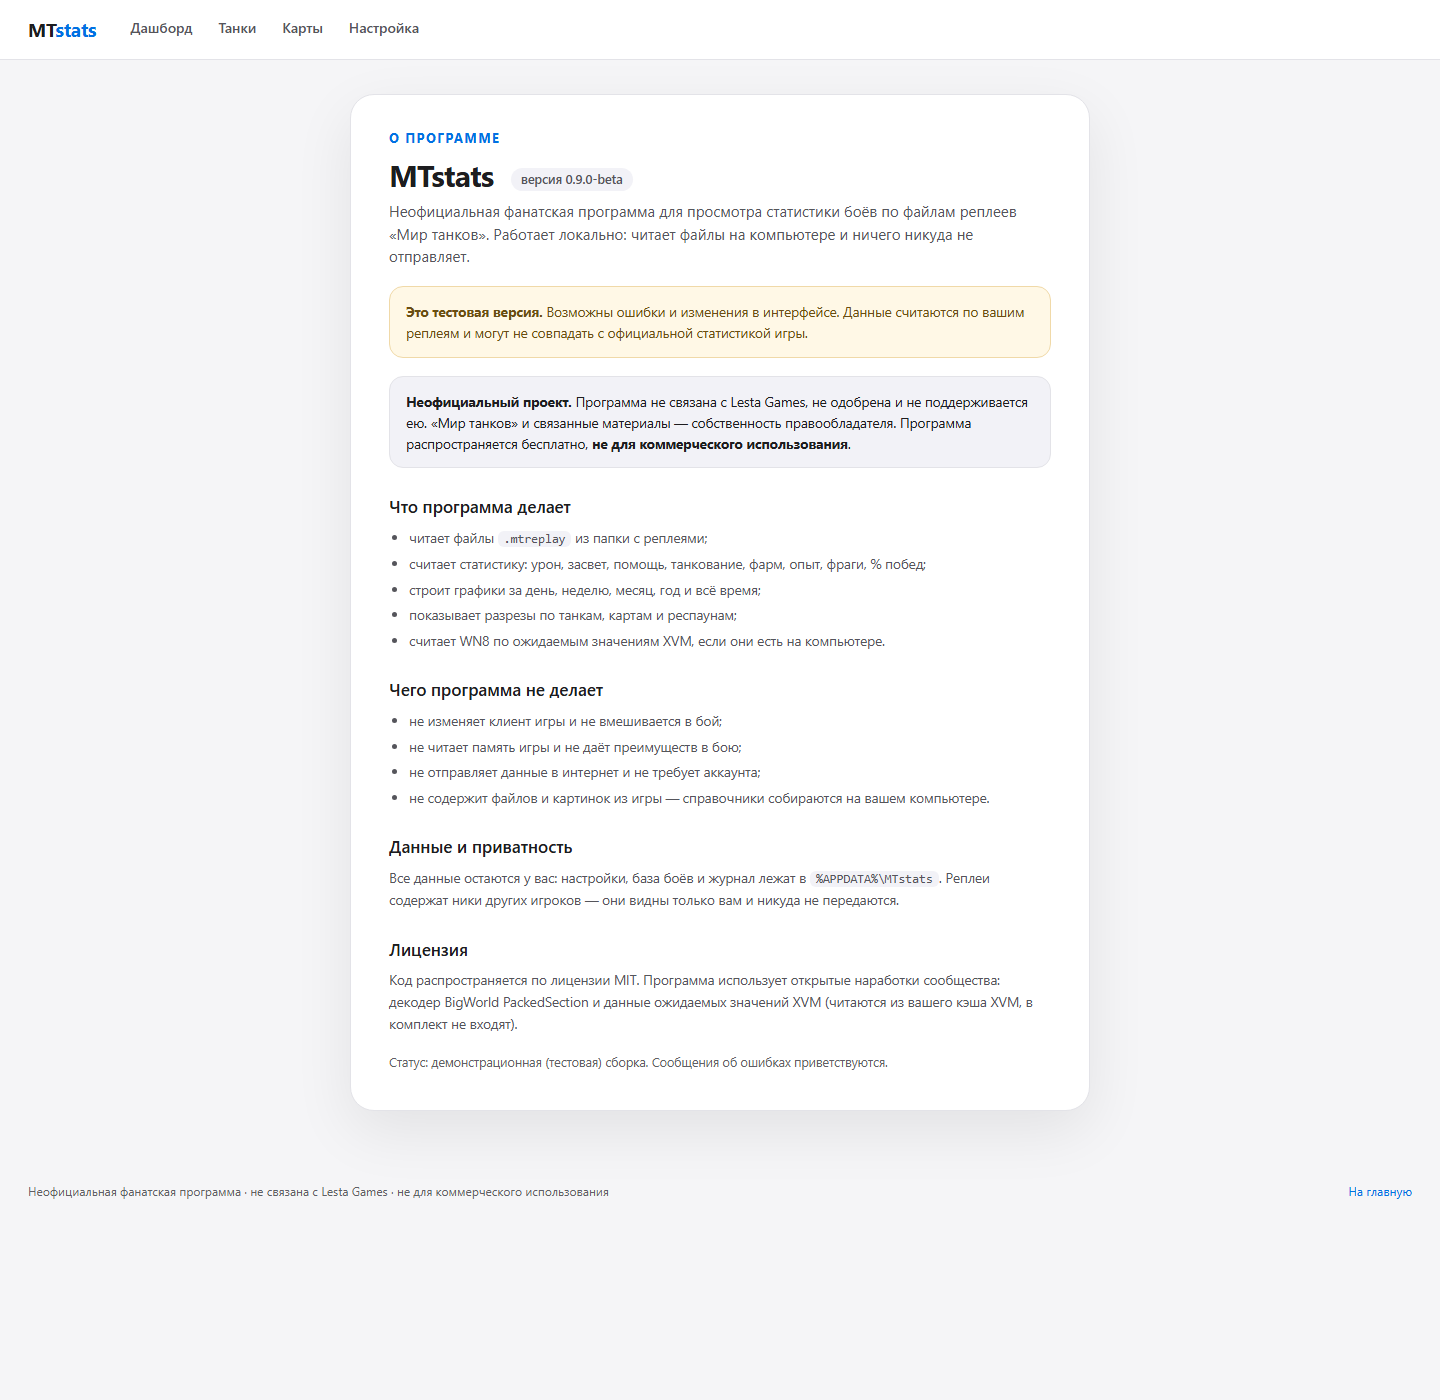 MTstats Дашборд Танки Карты Настройка
О ПРОГРАММЕ
MTstats версия 0.9.0-beta
Неофициальная фанатская программа для просмотра статистики боёв по файлам реплеев
«Мир танков». Работает локально: читает файлы на компьютере и ничего никуда не
отправляет.
Это тестовая версия. Возможны ошибки и изменения в интерфейсе. Данные считаются по вашим
реплеям и могут не совпадать с официальной статистикой игры.
Неофициальный проект. Программа не связана с Lesta Games, не одобрена и не поддерживается
ею. «Мир танков» и связанные материалы — собственность правообладателя. Программа
распространяется бесплатно, не для коммерческого использования.
Что программа делает
• читает файлы .mtreplay из папки с реплеями;
• считает статистику: урон, засвет, помощь, танкование, фарм, опыт, фраги, % побед;
• строит графики за день, неделю, месяц, год и всё время;
• показывает разрезы по танкам, картам и респаунам;
• считает WN8 по ожидаемым значениям XVM, если они есть на компьютере.
Чего программа не делает
• не изменяет клиент игры и не вмешивается в бой;
• не читает память игры и не даёт преимуществ в бою;
• не отправляет данные в интернет и не требует аккаунта;
• не содержит файлов и картинок из игры — справочники собираются на вашем компьютере.
Данные и приватность
Все данные остаются у вас: настройки, база боёв и журнал лежат в %APPDATA%\MTstats. Реплеи
содержат ники других игроков — они видны только вам и никуда не передаются.
Лицензия
Код распространяется по лицензии MIT. Программа использует открытые наработки сообщества:
декодер BigWorld PackedSection и данные ожидаемых значений XVM (читаются из вашего кэша XVM, в
комплект не входят).
Статус: демонстрационная (тестовая) сборка. Сообщения об ошибках приветствуются.
Неофициальная фанатская программа · не связана с Lesta Games · не для коммерческого использования На главную